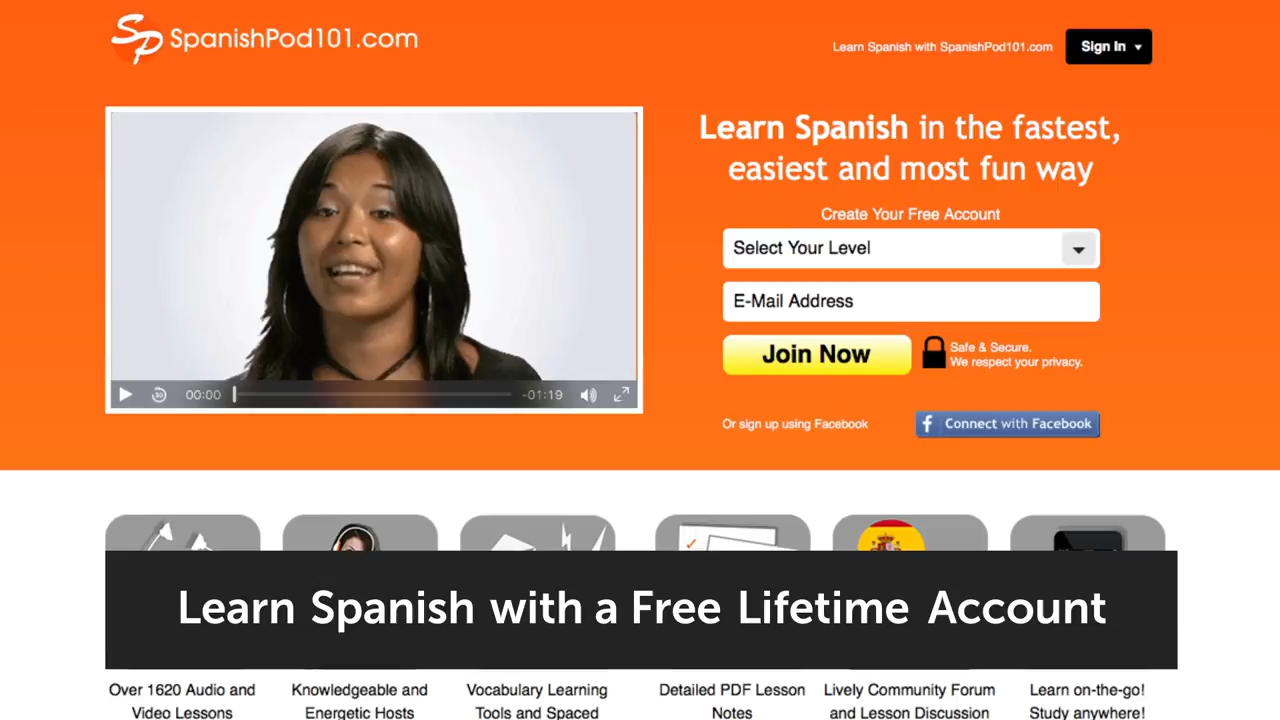 SP SpanishPod101.com
Learn Spanish with SpanishPod101.com
Sign In
Learn Spanish in the fastest,
easiest and most fun way
Create Your Free Account
Select Your Level
E-Mail Address
Join Now
Safe & Secure.
We respect your privacy.
Or sign up using Facebook
f Connect with Facebook
30
00:00
-01:19
Learn Spanish with a Free Lifetime Account
Over 1620 Audio and
Video Lessons
Knowledgeable and
Energetic Hosts
Vocabulary Learning
Tools and Spaced
Detailed PDF Lesson
Notes
Lively Community Forum
and Lesson Discussion
Learn on-the-go!
Study anywhere!